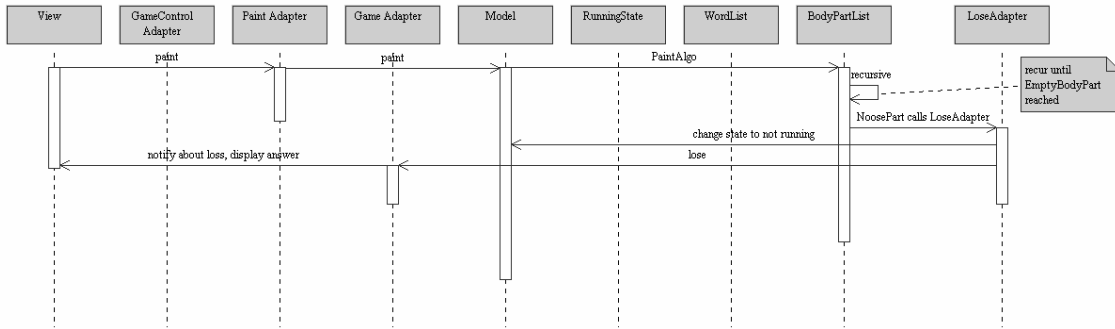 View
GameControl
Adapter
Paint Adapter
Game Adapter
Model
RunningState
WordList
BodyPartList
LoseAdapter
paint
paint
PaintAlgo
recursive
recur until
EmptyBodyPart
reached
NoosePart calls LoseAdapter
change state to not running
notify about loss, display answer
lose